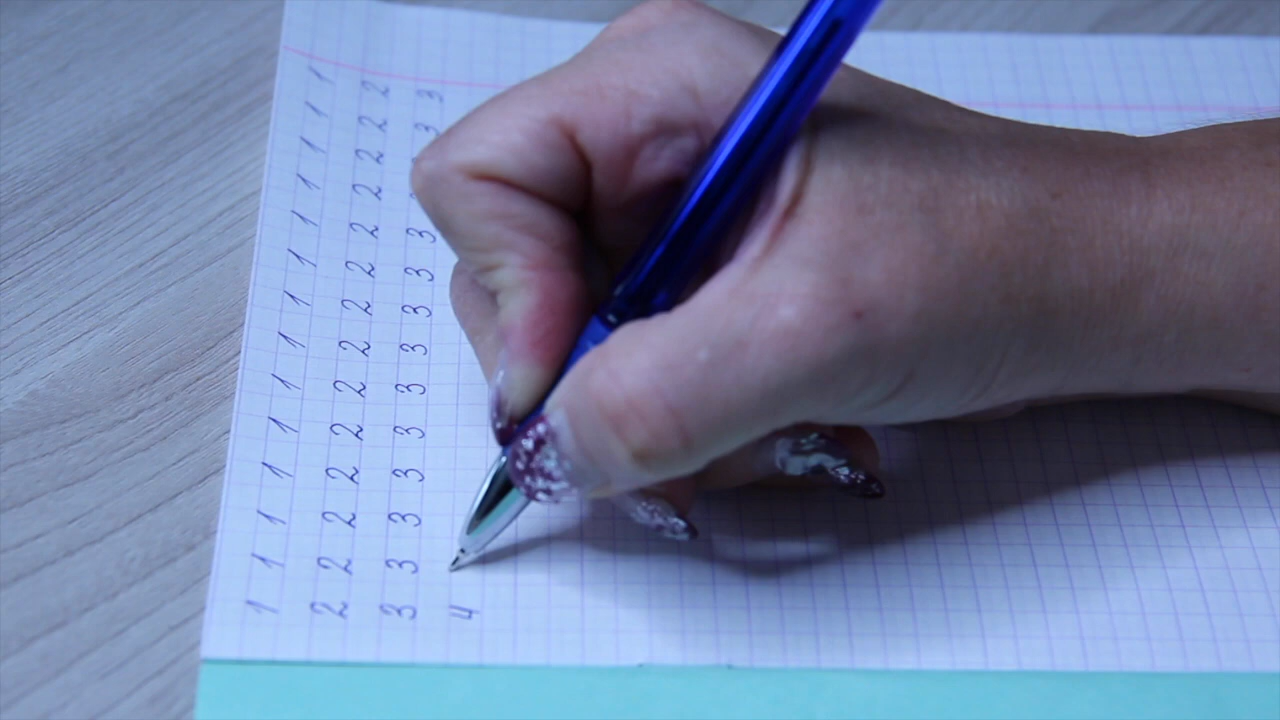 1 1 1 1 1 1 1 1 1 1 1 1 1
2 2 2 2 2 2 2 2 2 2 2 2 2 2
3 3 3 3 3 3 3 3 3 3 3 3
4